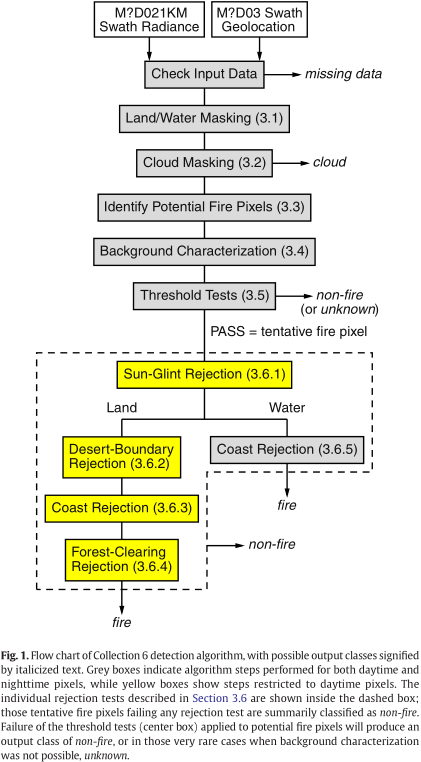 M?D021KM
Swath Radiance
M?D03 Swath
Geolocation
Check Input Data
missing data
Land/Water Masking (3.1)
Cloud Masking (3.2)
cloud
Identify Potential Fire Pixels (3.3)
Background Characterization (3.4)
Threshold Tests (3.5)
non-fire
(or unknown)
PASS = tentative fire pixel
Sun-Glint Rejection (3.6.1)
Land
Water
Desert-Boundary
Rejection (3.6.2)
Coast Rejection (3.6.5)
Coast Rejection (3.6.3)
fire
Forest-Clearing
Rejection (3.6.4)
non-fire
fire
Fig. 1. Flow chart of Collection 6 detection algorithm, with possible output classes signified
by italicized text. Grey boxes indicate algorithm steps performed for both daytime and
nighttime pixels, while yellow boxes show steps restricted to daytime pixels. The
individual rejection tests described in Section 3.6 are shown inside the dashed box;
those tentative fire pixels failing any rejection test are summarily classified as non-fire.
Failure of the threshold tests (center box) applied to potential fire pixels will produce an
output class of non-fire, or in those very rare cases when background characterization
was not possible, unknown.